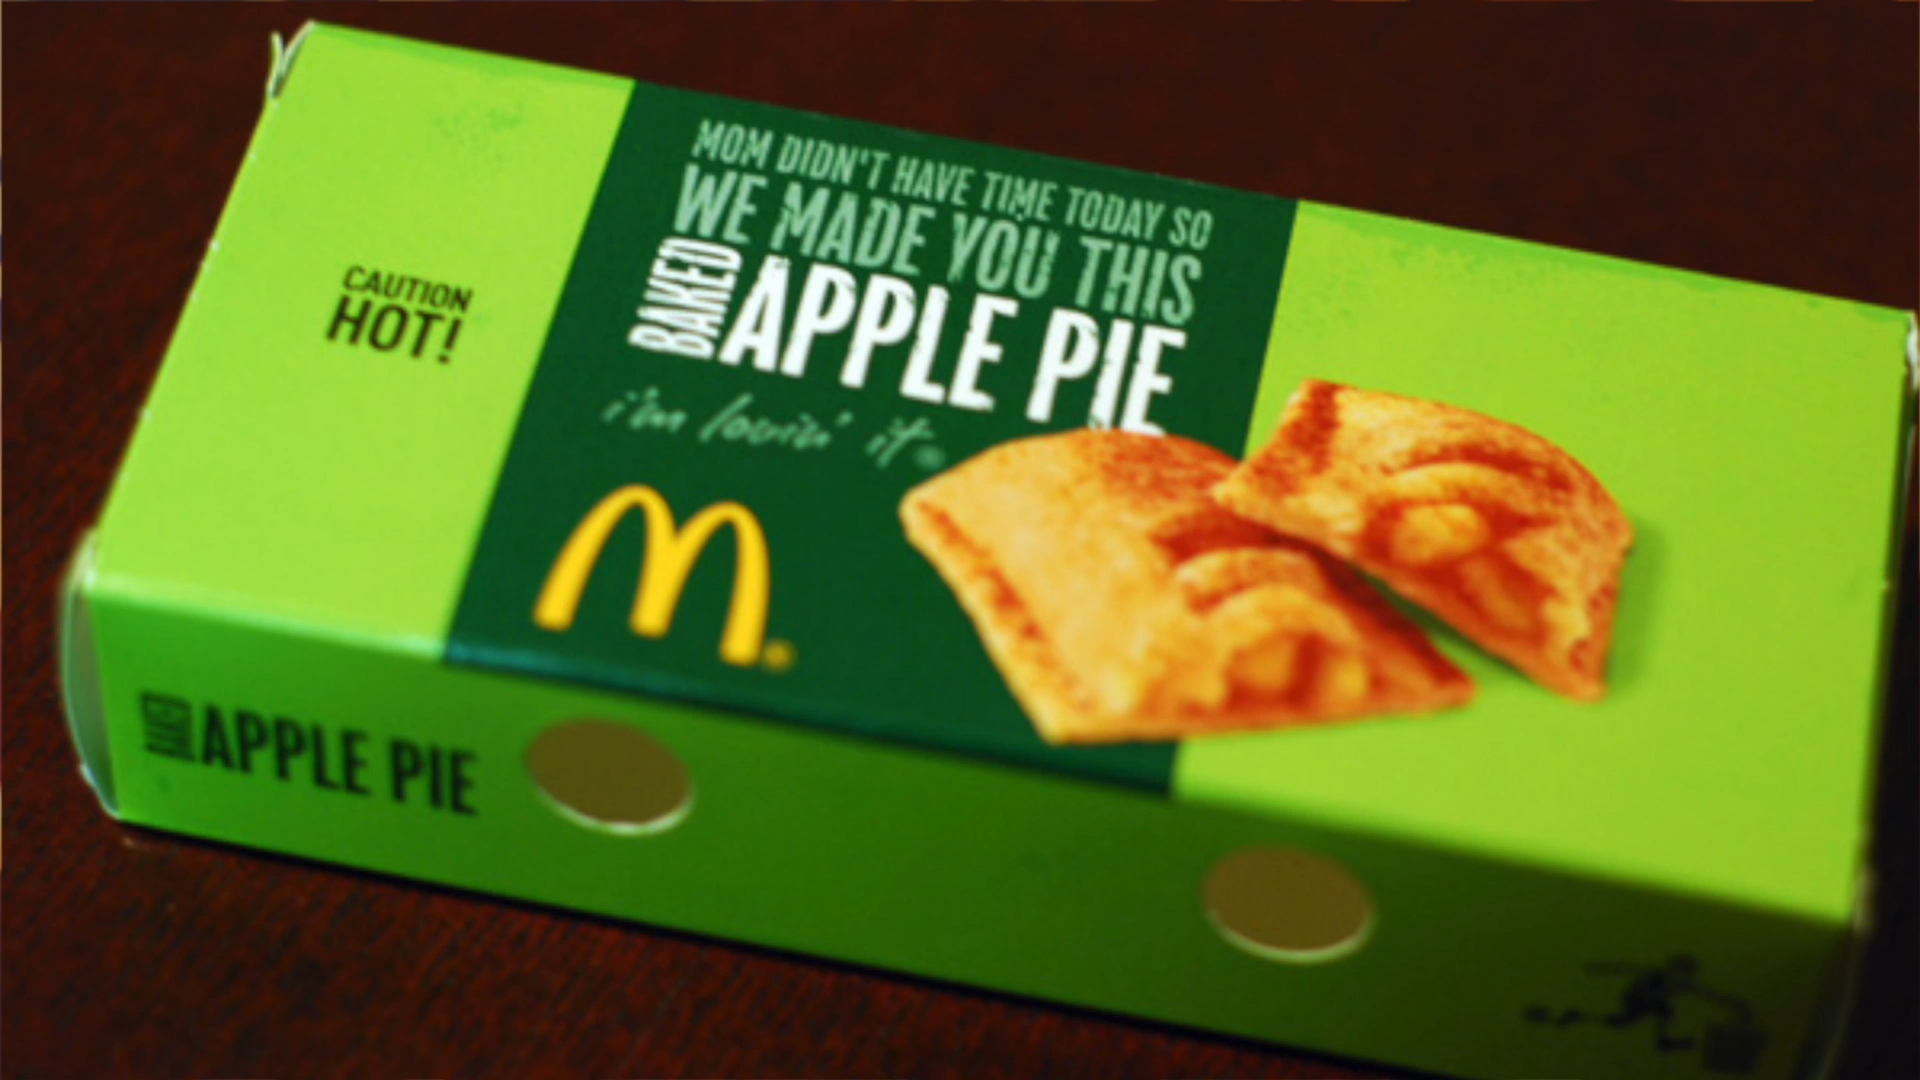 CAUTION
HOT!
MOM DIDN'T HAVE TIME TODAY SO
WE MADE YOU THIS
BAKED
APPLE PIE
i'm lovin' it
M
BAKED
APPLE PIE